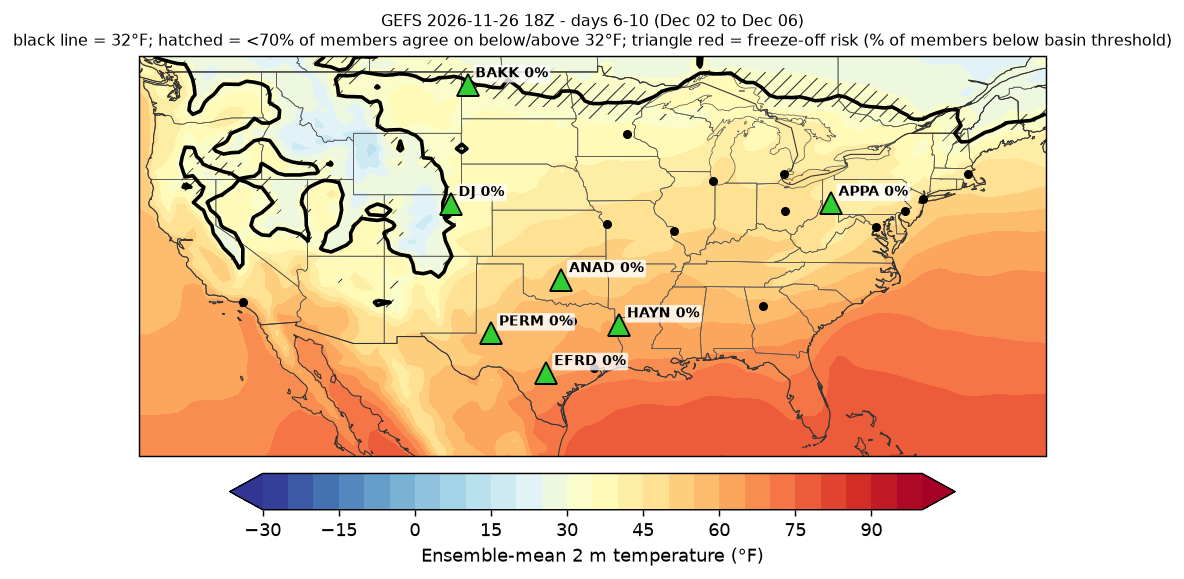 GEFS 2026-11-26 18Z - days 6-10 (Dec 02 to Dec 06)
black line = 32°F; hatched = <70% of members agree on below/above 32°F; triangle red = freeze-off risk (% of members below basin threshold)
BAKK 0%
DJ 0%
APPA 0%
ANAD 0%
HAYN 0%
PERM 0%
EFRD 0%
−30 −15 0 15 30 45 60 75 90
Ensemble-mean 2 m temperature (°F)